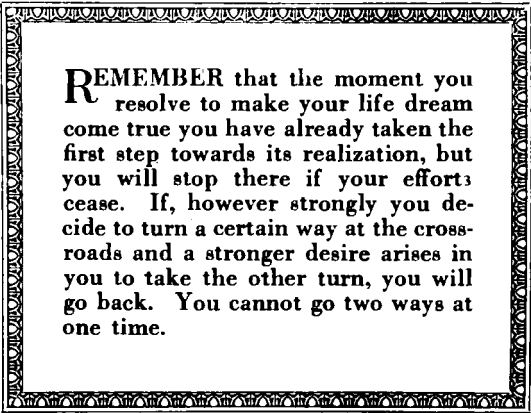 REMEMBER that the moment you
resolve to make your life dream
come true you have already taken the
first step towards its realization, but
you will stop there if your efforts
cease. If, however strongly you de-
cide to turn a certain way at the cross-
roads and a stronger desire arises in
you to take the other turn, you will
go back. You cannot go two ways at
one time.